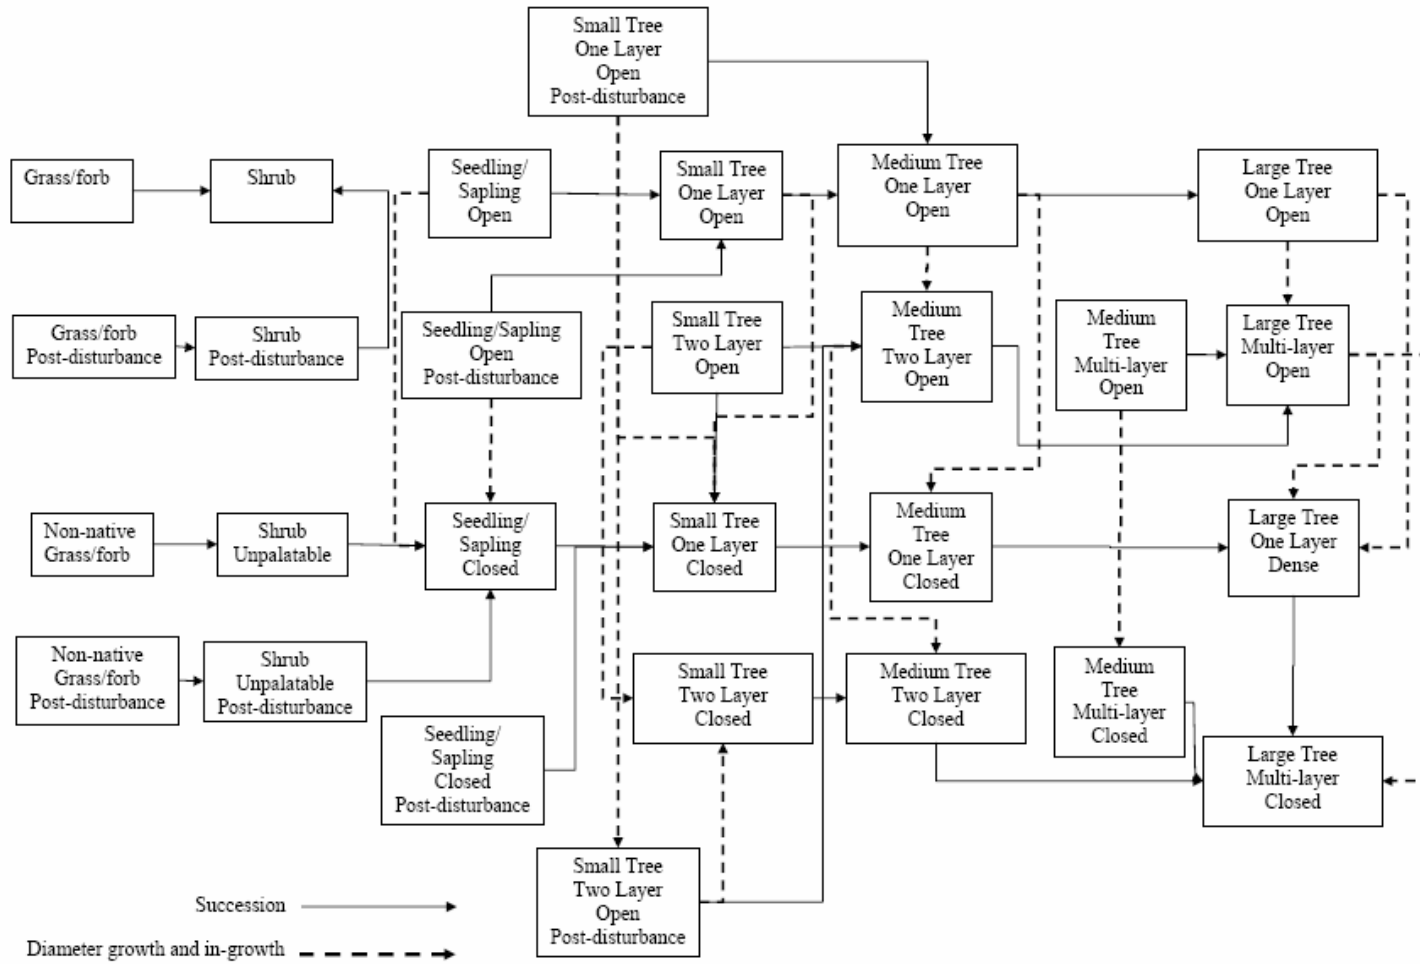 Small Tree
One Layer
Open
Post-disturbance
Grass/forb
Shrub
Seedling/
Sapling
Open
Small Tree
One Layer
Open
Medium Tree
One Layer
Open
Large Tree
One Layer
Open
Grass/forb
Post-disturbance
Shrub
Post-disturbance
Seedling/Sapling
Open
Post-disturbance
Small Tree
Two Layer
Open
Medium
Tree
Two Layer
Open
Medium
Tree
Multi-layer
Open
Large Tree
Multi-layer
Open
Non-native
Grass/forb
Shrub
Unpalatable
Seedling/
Sapling
Closed
Small Tree
One Layer
Closed
Medium
Tree
One Layer
Closed
Large Tree
One Layer
Dense
Non-native
Grass/forb
Post-disturbance
Shrub
Unpalatable
Post-disturbance
Seedling/
Sapling
Closed
Post-disturbance
Small Tree
Two Layer
Closed
Medium Tree
Two Layer
Closed
Medium
Tree
Multi-layer
Closed
Large Tree
Multi-layer
Closed
Small Tree
Two Layer
Open
Post-disturbance
Succession
Diameter growth and in-growth